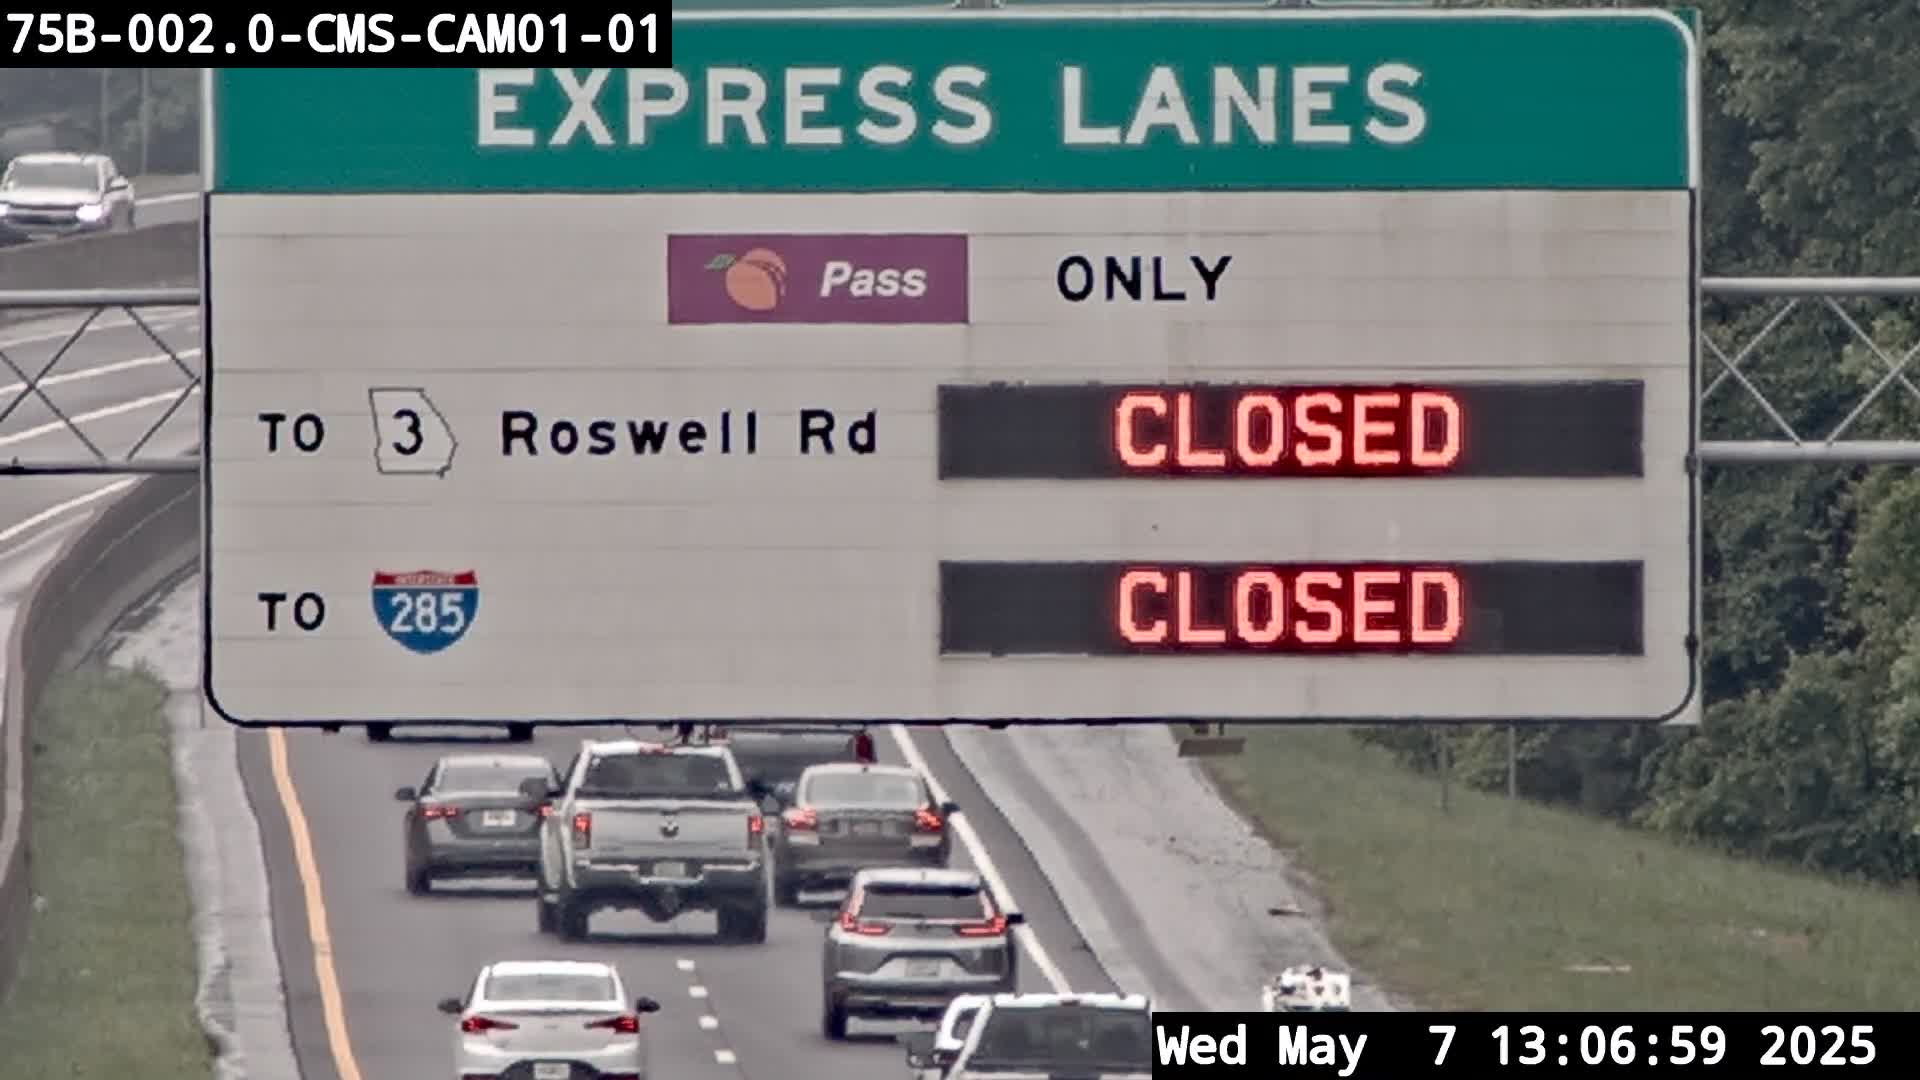 75B-002.0-CMS-CAM01-01
EXPRESS LANES
Pass ONLY
TO 3 Roswell Rd CLOSED
INTERSTATE
TO 285 CLOSED
Wed May 7 13:06:59 2025